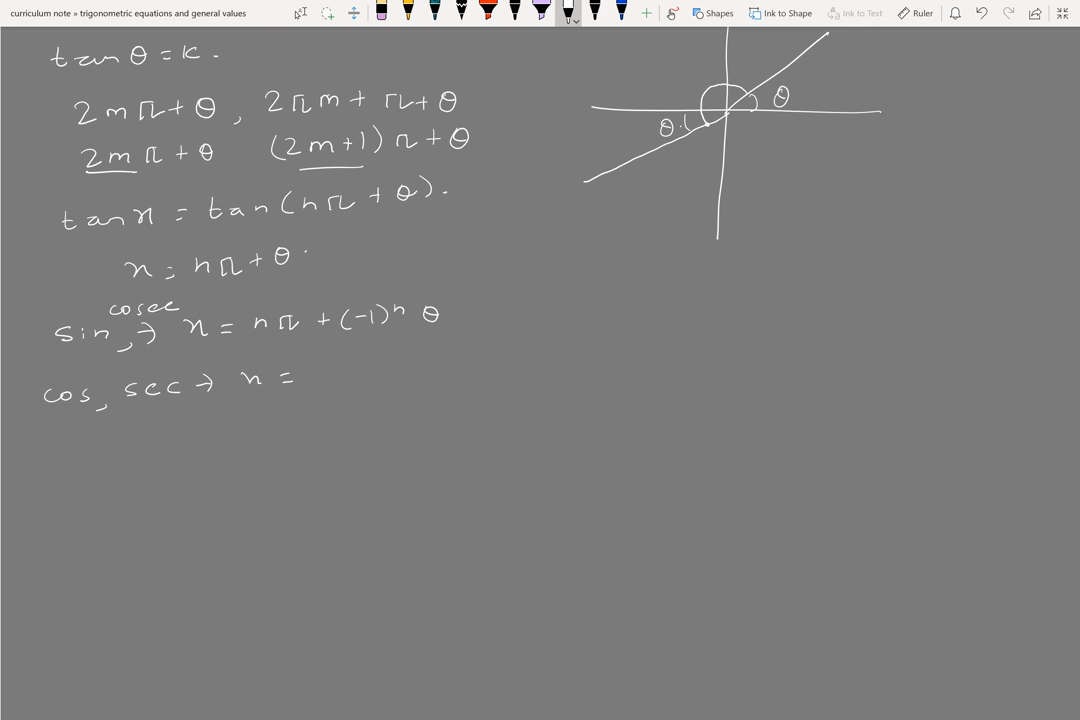 curriculum note » trigonometric equations and general values
Shapes Ink to Shape Ink to Text Ruler
tan θ = k.
2mπ + θ, 2πm + π + θ
2mπ + θ (2m+1)π + θ
tan x = tan(nπ + θ).
x = nπ + θ.
cosec
sin, → x = nπ + (-1)ⁿ θ
cos, sec → x =
θ
θ